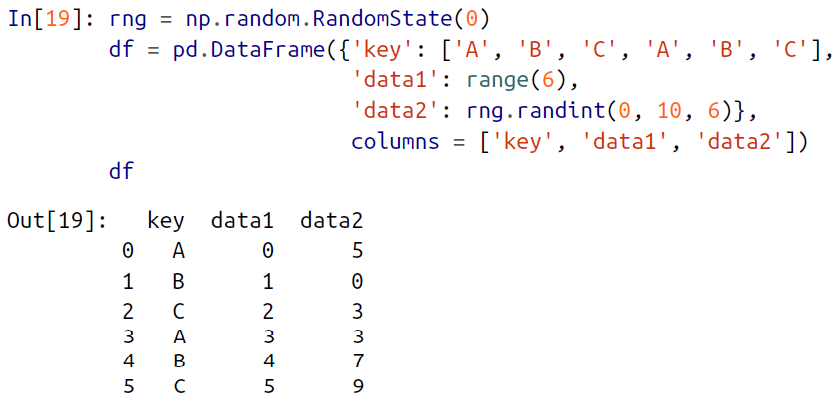 In[19]: rng = np.random.RandomState(0)
df = pd.DataFrame({'key': ['A', 'B', 'C', 'A', 'B', 'C'],
'data1': range(6),
'data2': rng.randint(0, 10, 6)},
columns = ['key', 'data1', 'data2'])
df
Out[19]: key data1 data2
0 A 0 5
1 B 1 0
2 C 2 3
3 A 3 3
4 B 4 7
5 C 5 9